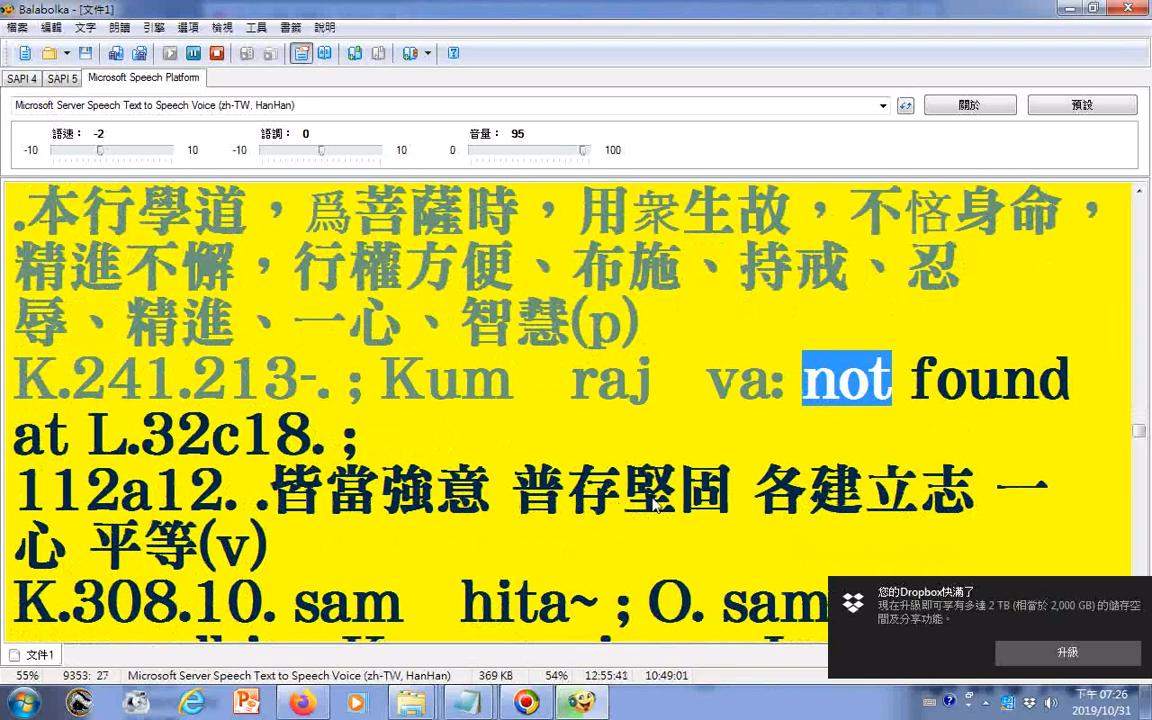 Balabolka - [文件1]
檔案 編輯 文字 朗讀 引擎 選項 檢視 工具 書籤 說明
SAPI 4 SAPI 5 Microsoft Speech Platform
Microsoft Server Speech Text to Speech Voice (zh-TW, HanHan) 關於 預設
語速： -2 語調： 0 音量： 95
-10 10 -10 10 0 100
.本行學道，爲菩薩時，用衆生故，不悋身命，
精進不懈，行權方便、布施、持戒、忍
辱、精進、一心、智慧(p)
K.241.213-. ; Kum raj va: not found
at L.32c18. ;
112a12. .皆當強意 普存堅固 各建立志 一
心 平等(v)
K.308.10. sam hita~ ; O. sam
您的Dropbox快滿了
現在升級即可享有多達 2 TB (相當於 2,000 GB) 的儲存空
間及分享功能。
升級
文件1
55% 9353: 27 Microsoft Server Speech Text to Speech Voice (zh-TW, HanHan) 369 KB 54% 12:55:41 10:49:01
下午 07:26
2019/10/31